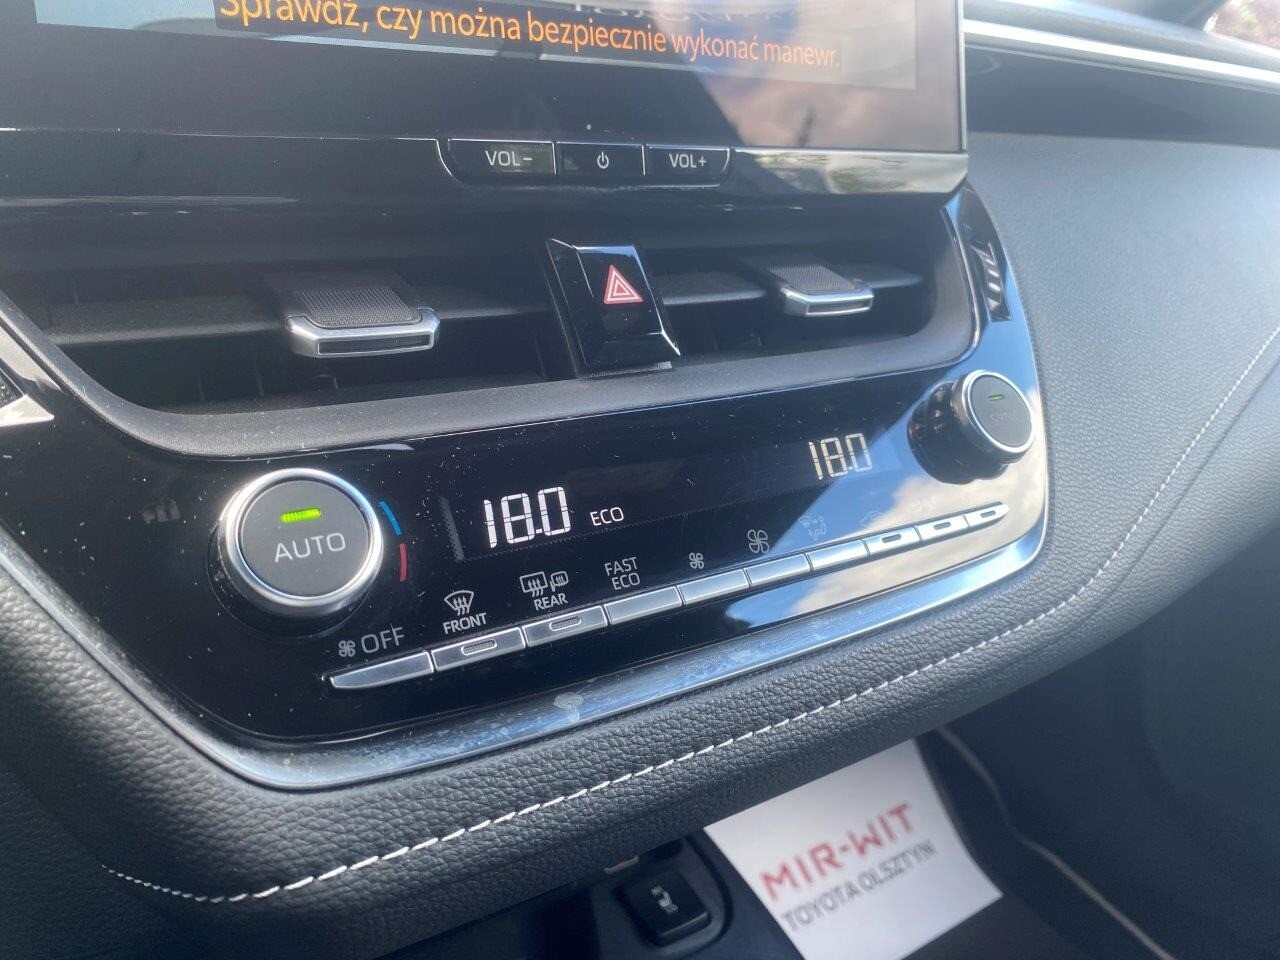 Sprawdź, czy można bezpiecznie wykonać manewr.
VOL- VOL+
18.0 ECO
18.0
AUTO
OFF
FRONT
REAR
FAST
ECO
MIR-WIT
TOYOTA OLSZTYN